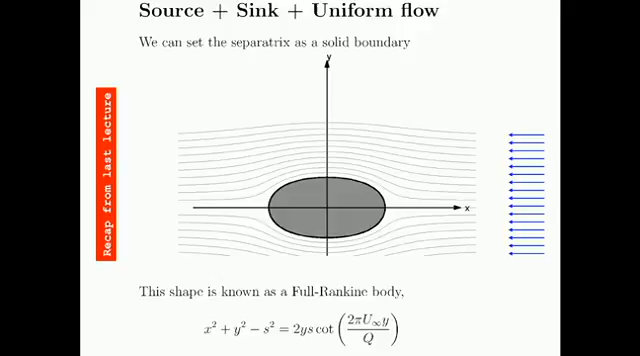 Source + Sink + Uniform flow
We can set the separatrix as a solid boundary
y
Recap from last lecture
x
This shape is known as a Full-Rankine body,
x² + y² − s² = 2ys cot (2πU∞y / Q)